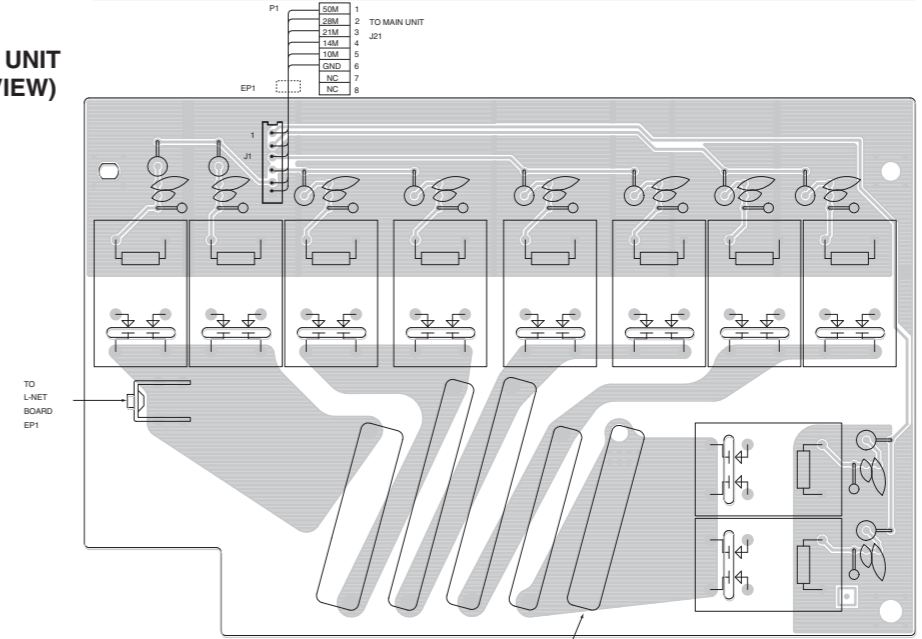 UNIT
VIEW)
P1
50M 1
28M 2
21M 3
14M 4
10M 5
GND 6
NC 7
NC 8
TO MAIN UNIT
J21
EP1
1
J1
TO
L-NET
BOARD
EP1